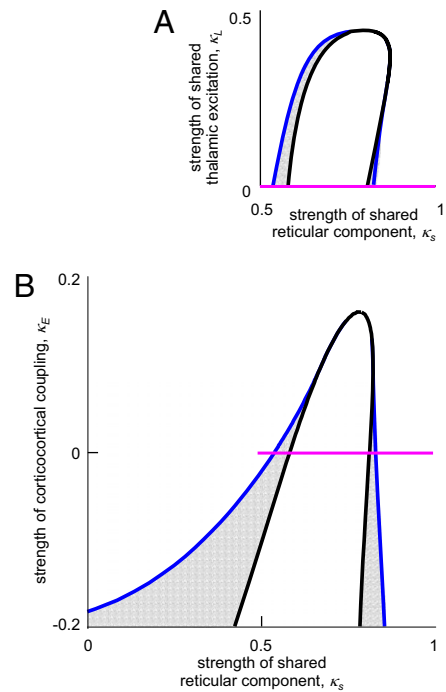 A
0.5
strength of shared
thalamic excitation, κL
0
0.5
1
strength of shared
reticular component, κs
B
0.2
strength of corticocortical coupling, κE
0
-0.2
0
0.5
1
strength of shared
reticular component, κs